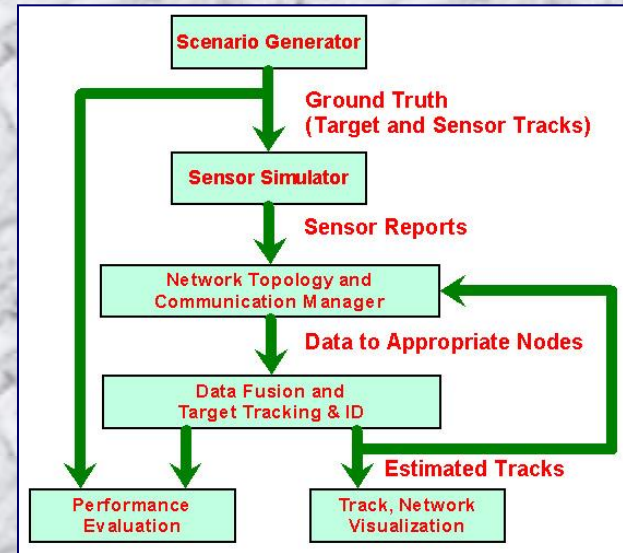 Scenario Generator
Ground Truth
(Target and Sensor Tracks)
Sensor Simulator
Sensor Reports
Network Topology and
Communication Manager
Data to Appropriate Nodes
Data Fusion and
Target Tracking & ID
Estimated Tracks
Performance
Evaluation
Track, Network
Visualization